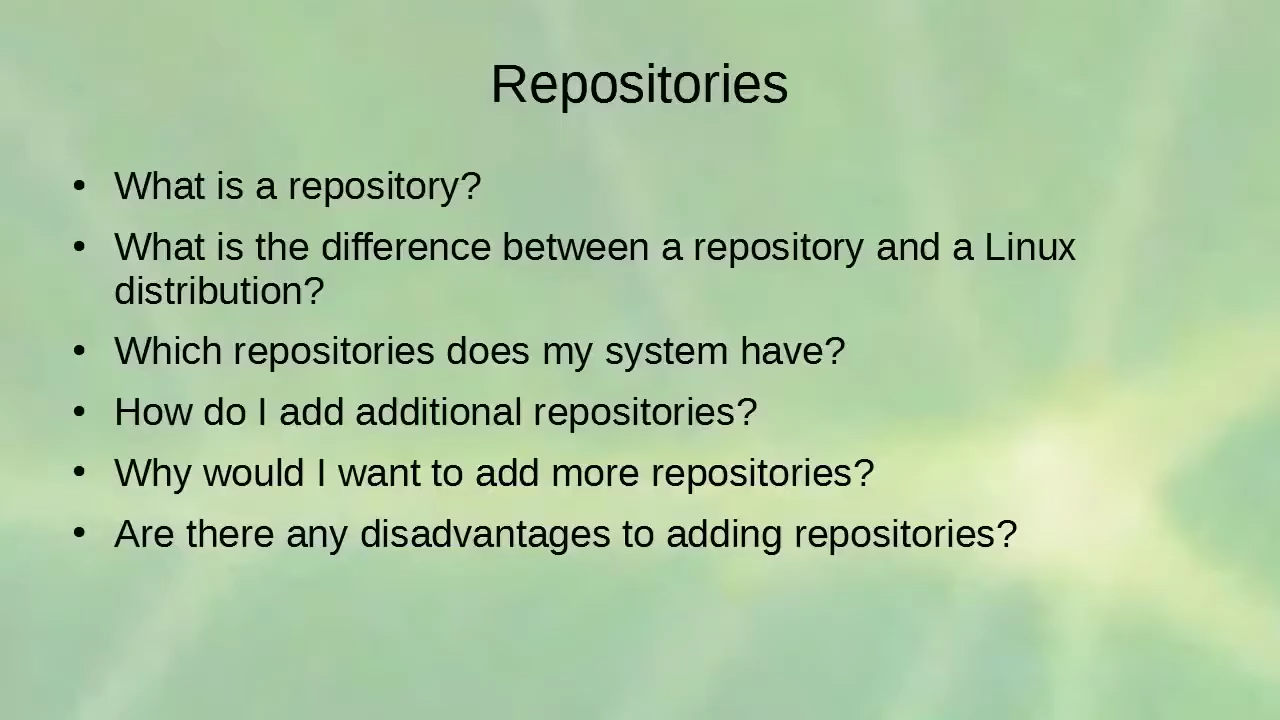 Repositories
• What is a repository?
• What is the difference between a repository and a Linux
distribution?
• Which repositories does my system have?
• How do I add additional repositories?
• Why would I want to add more repositories?
• Are there any disadvantages to adding repositories?